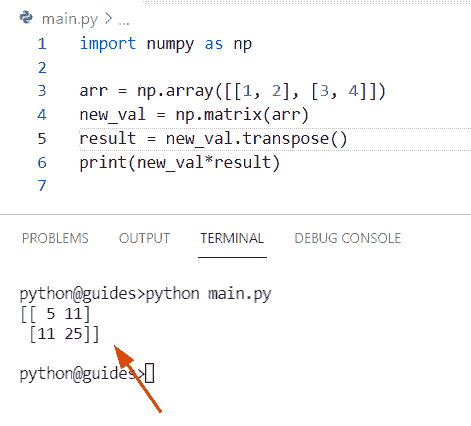 main.py > ...
1 import numpy as np
2
3 arr = np.array([[1, 2], [3, 4]])
4 new_val = np.matrix(arr)
5 result = new_val.transpose()
6 print(new_val*result)
7
PROBLEMS OUTPUT TERMINAL DEBUG CONSOLE
python@guides>python main.py
[[ 5 11]
 [11 25]]
python@guides>